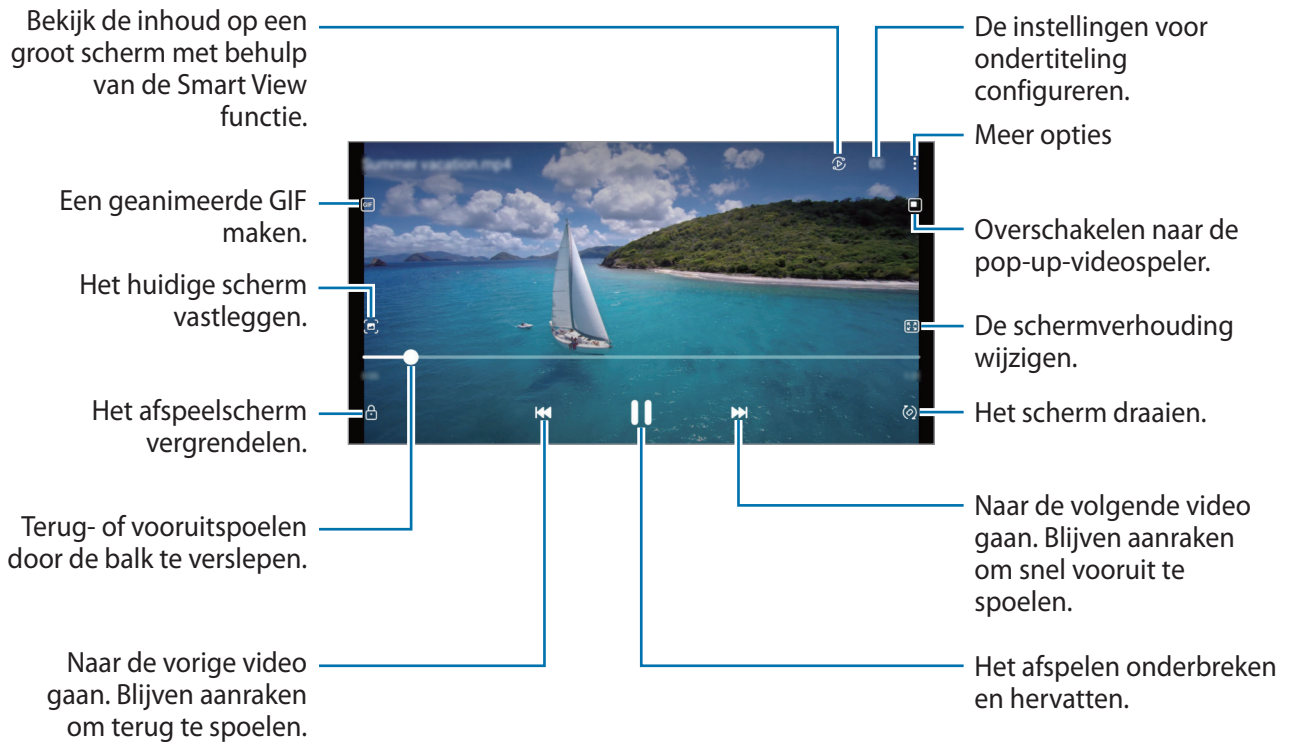 Bekijk de inhoud op een
groot scherm met behulp
van de Smart View
functie.
De instellingen voor
ondertiteling
configureren.
Meer opties
Summer vacation.mp4
Een geanimeerde GIF
maken.
GIF
Overschakelen naar de
pop-up-videospeler.
Het huidige scherm
vastleggen.
De schermverhouding
wijzigen.
Het afspeelscherm
vergrendelen.
Het scherm draaien.
Terug- of vooruitspoelen
door de balk te verslepen.
Naar de volgende video
gaan. Blijven aanraken
om snel vooruit te
spoelen.
Naar de vorige video
gaan. Blijven aanraken
om terug te spoelen.
Het afspelen onderbreken
en hervatten.